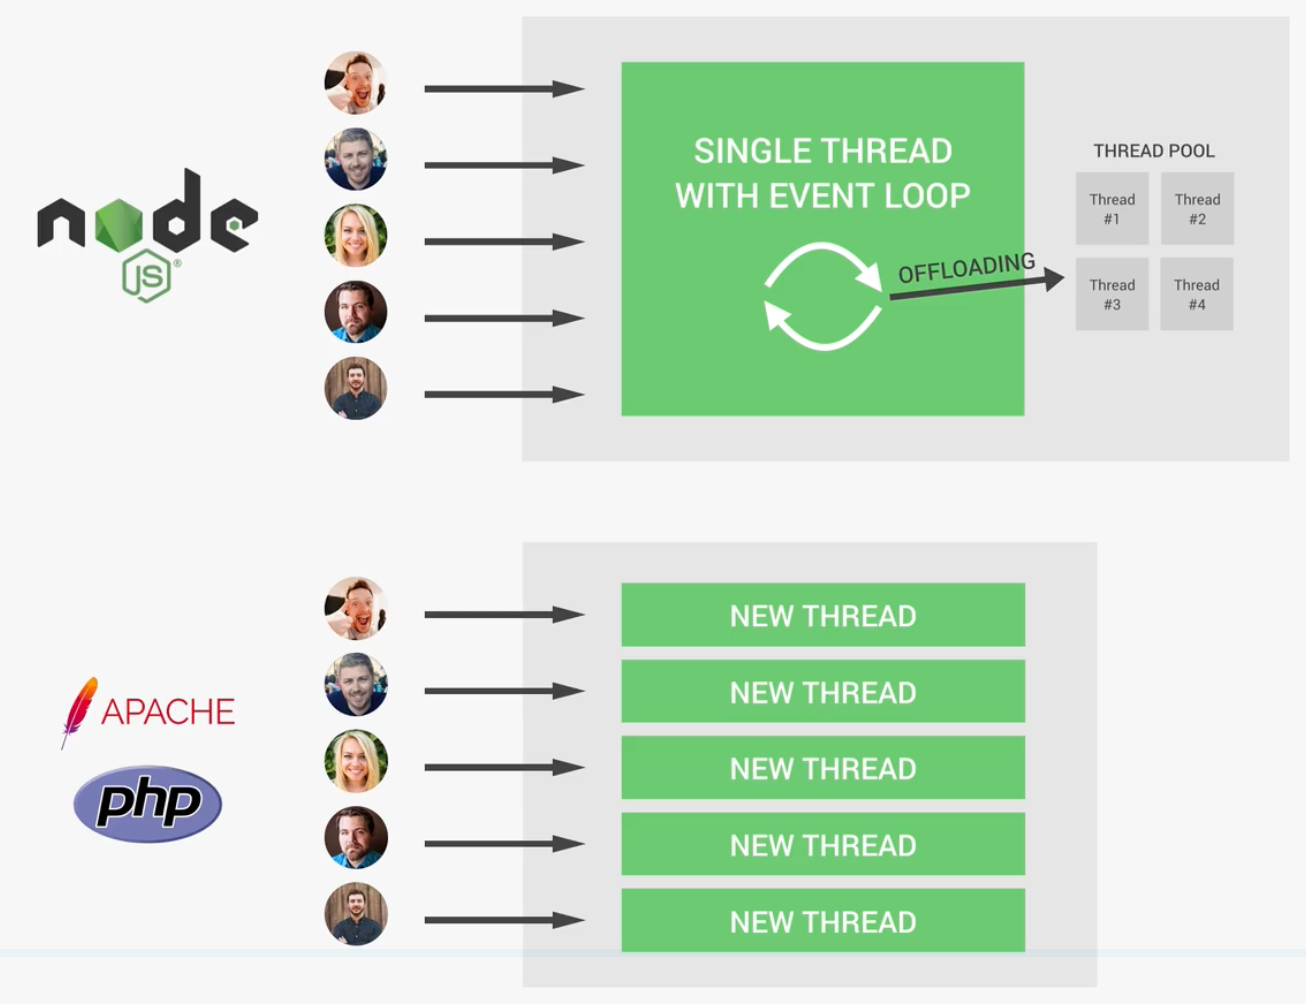 node
JS®
SINGLE THREAD
WITH EVENT LOOP
OFFLOADING
THREAD POOL
Thread
#1
Thread
#2
Thread
#3
Thread
#4
APACHE
php
NEW THREAD
NEW THREAD
NEW THREAD
NEW THREAD
NEW THREAD